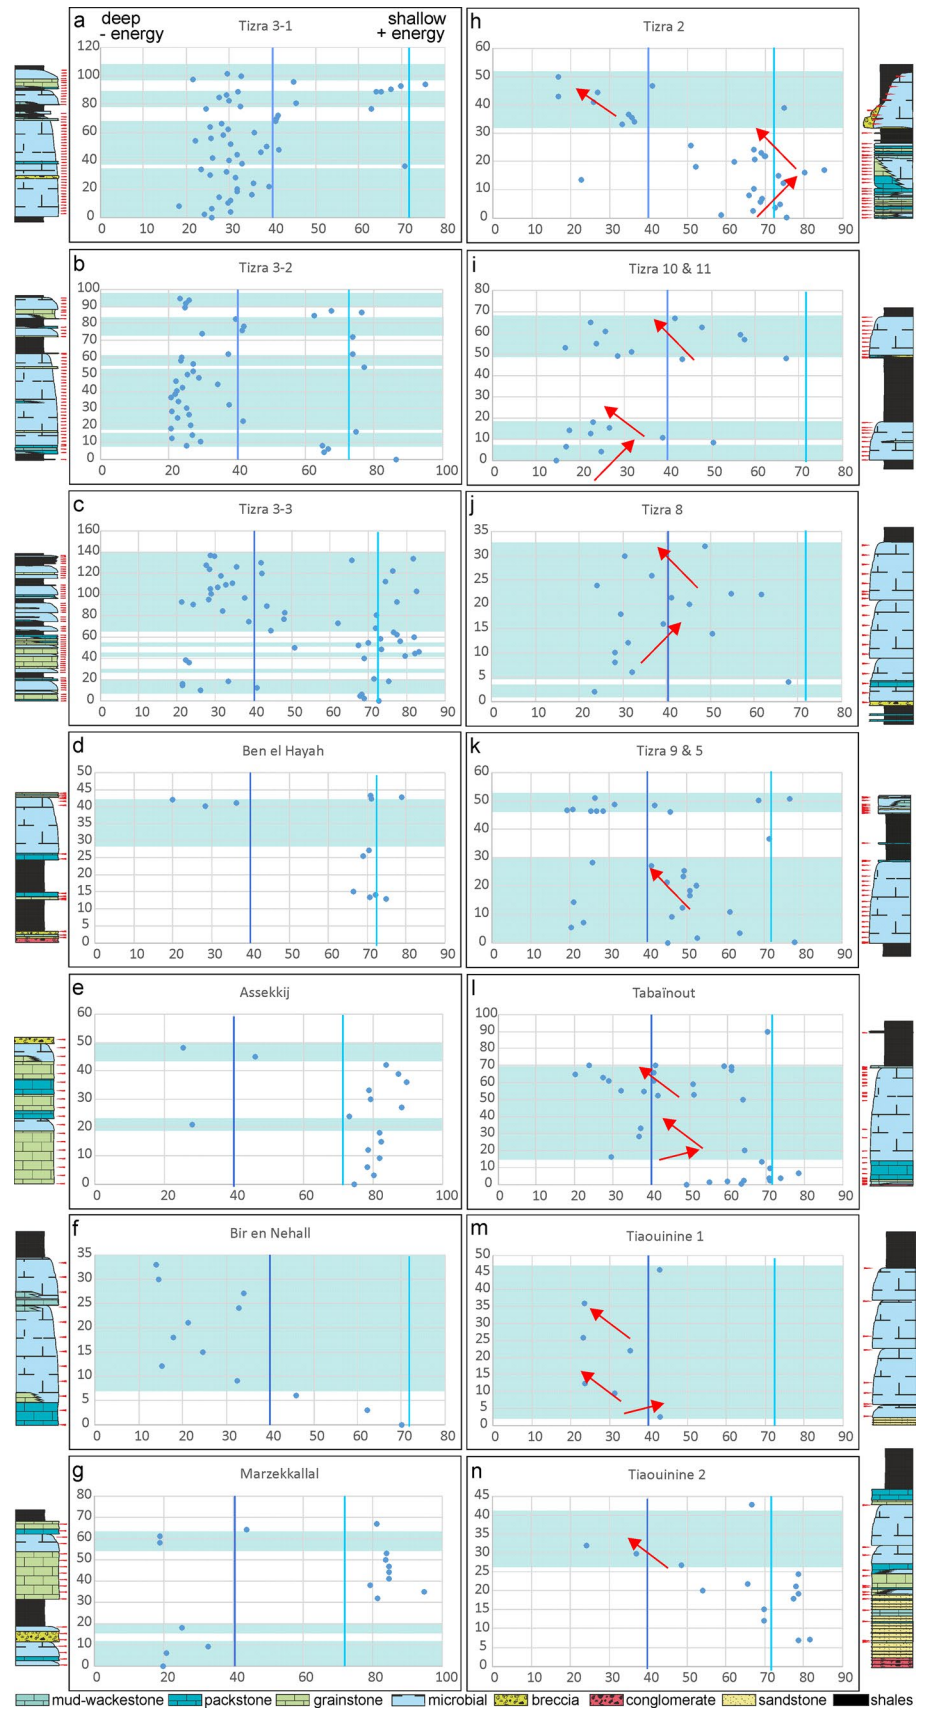 a
deep
- energy
Tizra 3-1
shallow
+ energy
120
100
80
60
40
20
0
0 10 20 30 40 50 60 70 80
h
Tizra 2
60
50
40
30
20
10
0
0 10 20 30 40 50 60 70 80 90
b
Tizra 3-2
100
90
80
70
60
50
40
30
20
10
0
0 20 40 60 80 100
i
Tizra 10 & 11
80
70
60
50
40
30
20
10
0
0 10 20 30 40 50 60 70 80
c
Tizra 3-3
160
140
120
100
80
60
40
20
0
0 10 20 30 40 50 60 70 80 90
j
Tizra 8
35
30
25
20
15
10
5
0
0 10 20 30 40 50 60 70 80
d
Ben el Hayah
50
45
40
35
30
25
20
15
10
5
0
0 10 20 30 40 50 60 70 80 90
k
Tizra 9 & 5
60
50
40
30
20
10
0
0 10 20 30 40 50 60 70 80 90
e
Assekkij
60
50
40
30
20
10
0
0 20 40 60 80 100
l
Tabaïnout
100
90
80
70
60
50
40
30
20
10
0
0 10 20 30 40 50 60 70 80 90
f
Bir en Nehall
35
30
25
20
15
10
5
0
0 10 20 30 40 50 60 70 80
m
Tiaouinine 1
50
45
40
35
30
25
20
15
10
5
0
0 10 20 30 40 50 60 70 80 90
g
Marzekkallal
80
70
60
50
40
30
20
10
0
0 20 40 60 80 100
n
Tiaouinine 2
45
40
35
30
25
20
15
10
5
0
0 10 20 30 40 50 60 70 80 90
mud-wackestone packstone grainstone microbial breccia conglomerate sandstone shales